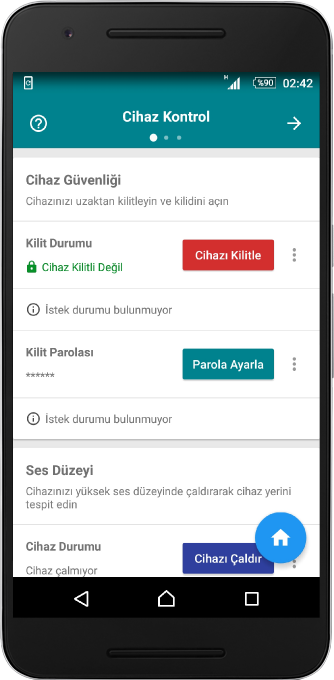 H
%90
02:42
Cihaz Kontrol
Cihaz Güvenliği
Cihazınızı uzaktan kilitleyin ve kilidini açın
Kilit Durumu
Cihaz Kilitli Değil
Cihazı Kilitle
İstek durumu bulunmuyor
Kilit Parolası
******
Parola Ayarla
İstek durumu bulunmuyor
Ses Düzeyi
Cihazınızı yüksek ses düzeyinde çaldırarak cihaz yerini
tespit edin
Cihaz Durumu
Cihaz çalmıyor
Cihazı Çaldır